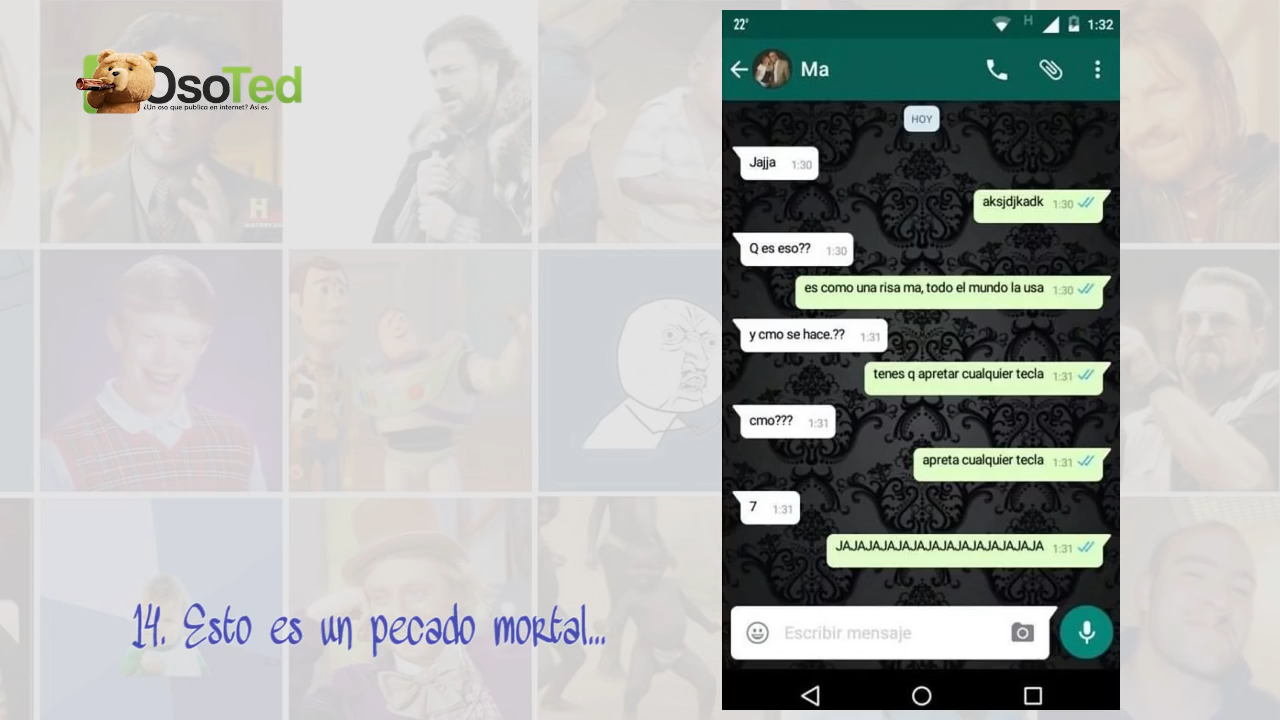 OsoTed
¿Un oso que publica en internet? Así es.
22°
H
1:32
Ma
HOY
Jajja 1:30
aksjdjkadk 1:30
Q es eso?? 1:30
es como una risa ma, todo el mundo la usa 1:30
y cmo se hace.?? 1:31
tenes q apretar cualquier tecla 1:31
cmo??? 1:31
apreta cualquier tecla 1:31
7 1:31
JAJAJAJAJAJAJAJAJAJAJAJAJAJA 1:31
Escribir mensaje
14. Esto es un pecado mortal...
H